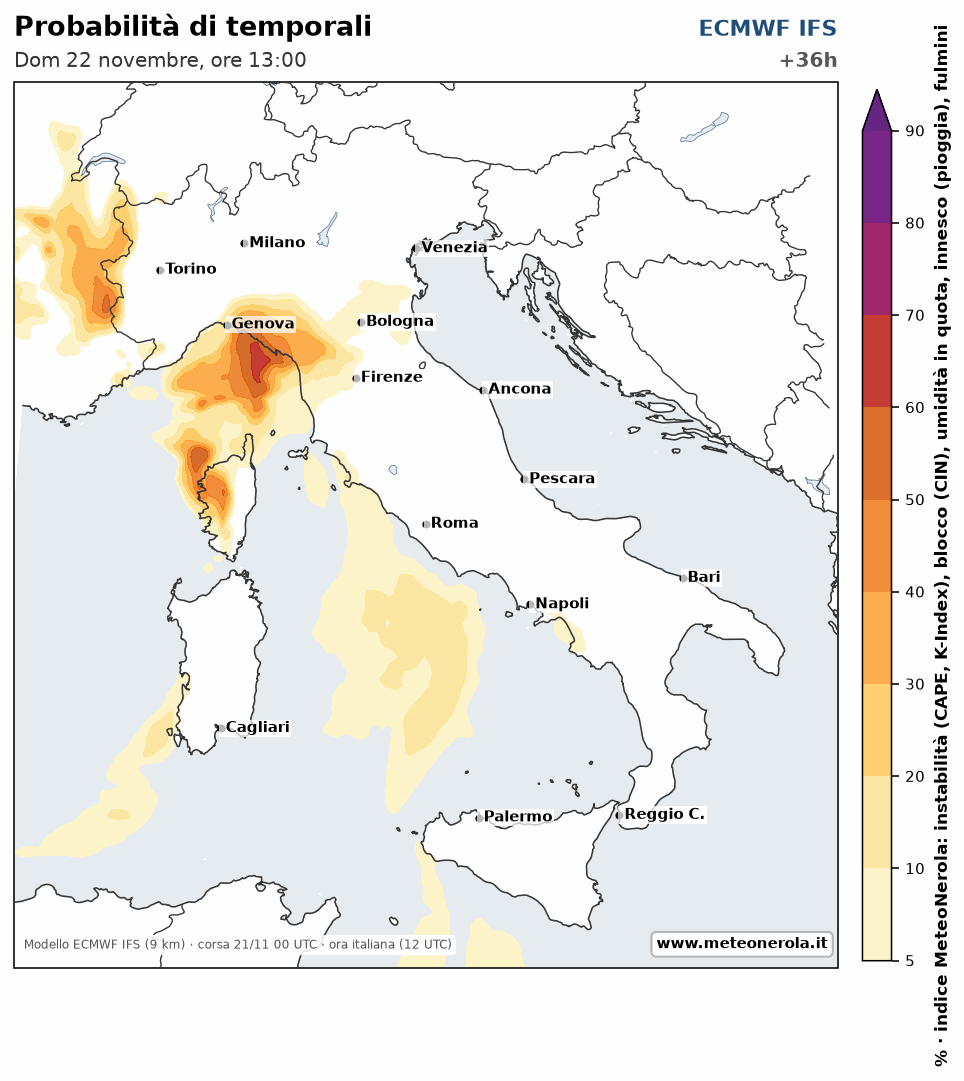 Probabilità di temporali
ECMWF IFS
Dom 22 novembre, ore 13:00
+36h
Milano
Venezia
Torino
Genova
Bologna
Firenze
Ancona
Pescara
Roma
Bari
Napoli
Cagliari
Palermo
Reggio C.
Modello ECMWF IFS (9 km) · corsa 21/11 00 UTC · ora italiana (12 UTC)
www.meteonerola.it
90
80
70
60
50
40
30
20
10
5
% · indice MeteoNerola: instabilità (CAPE, K-Index), blocco (CIN), umidità in quota, innesco (pioggia), fulmini